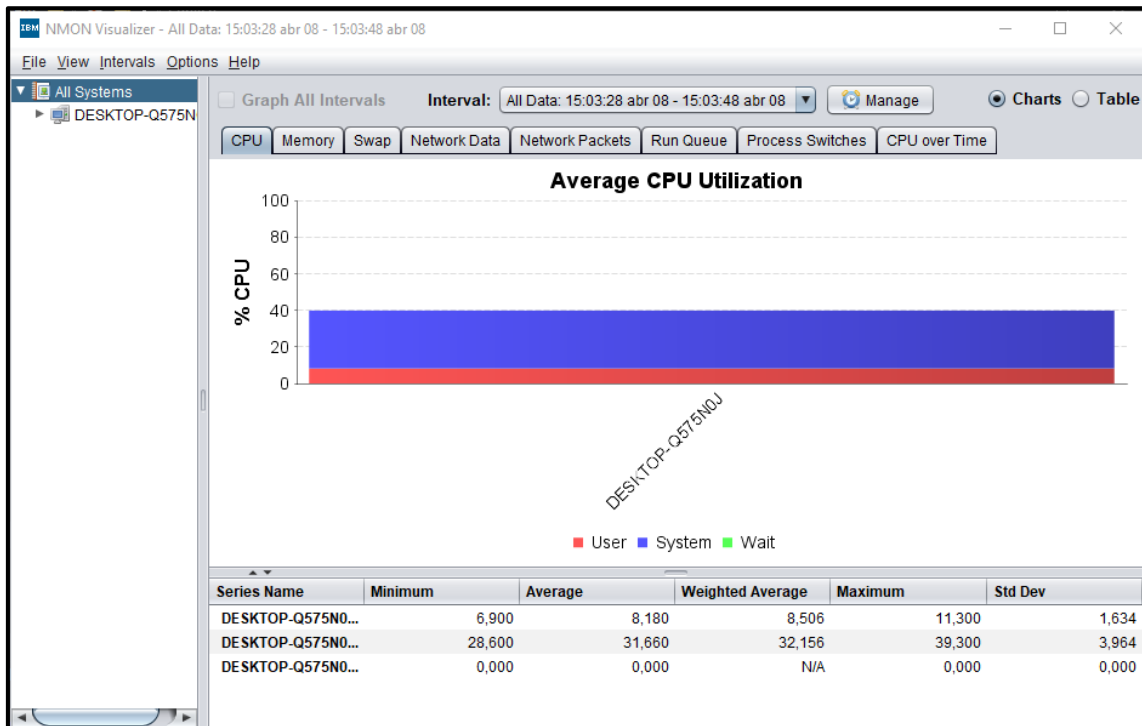 IBM NMON Visualizer - All Data: 15:03:28 abr 08 - 15:03:48 abr 08
File View Intervals Options Help
All Systems
DESKTOP-Q575N
Graph All Intervals Interval: All Data: 15:03:28 abr 08 - 15:03:48 abr 08 Manage Charts Table
CPU Memory Swap Network Data Network Packets Run Queue Process Switches CPU over Time
Average CPU Utilization
% CPU
100
80
60
40
20
0
DESKTOP-Q575N0J
User System Wait
Series Name Minimum Average Weighted Average Maximum Std Dev
DESKTOP-Q575N0... 6,900 8,180 8,506 11,300 1,634
DESKTOP-Q575N0... 28,600 31,660 32,156 39,300 3,964
DESKTOP-Q575N0... 0,000 0,000 N/A 0,000 0,000